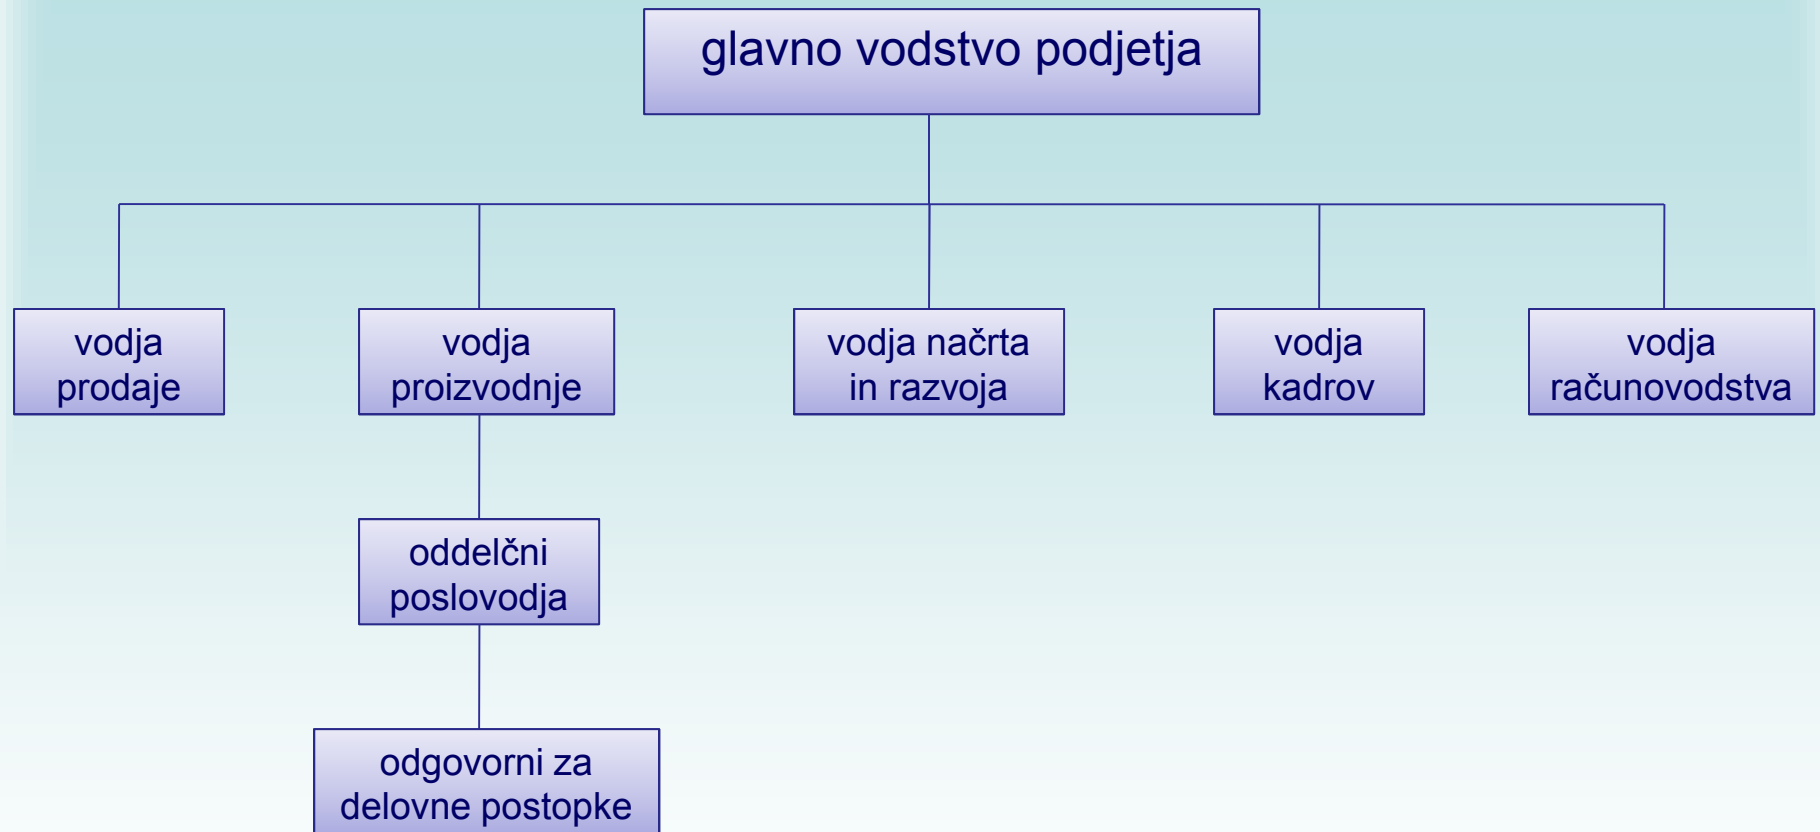 glavno vodstvo podjetja
vodja
prodaje
vodja
proizvodnje
vodja načrta
in razvoja
vodja
kadrov
vodja
računovodstva
oddelčni
poslovodja
odgovorni za
delovne postopke